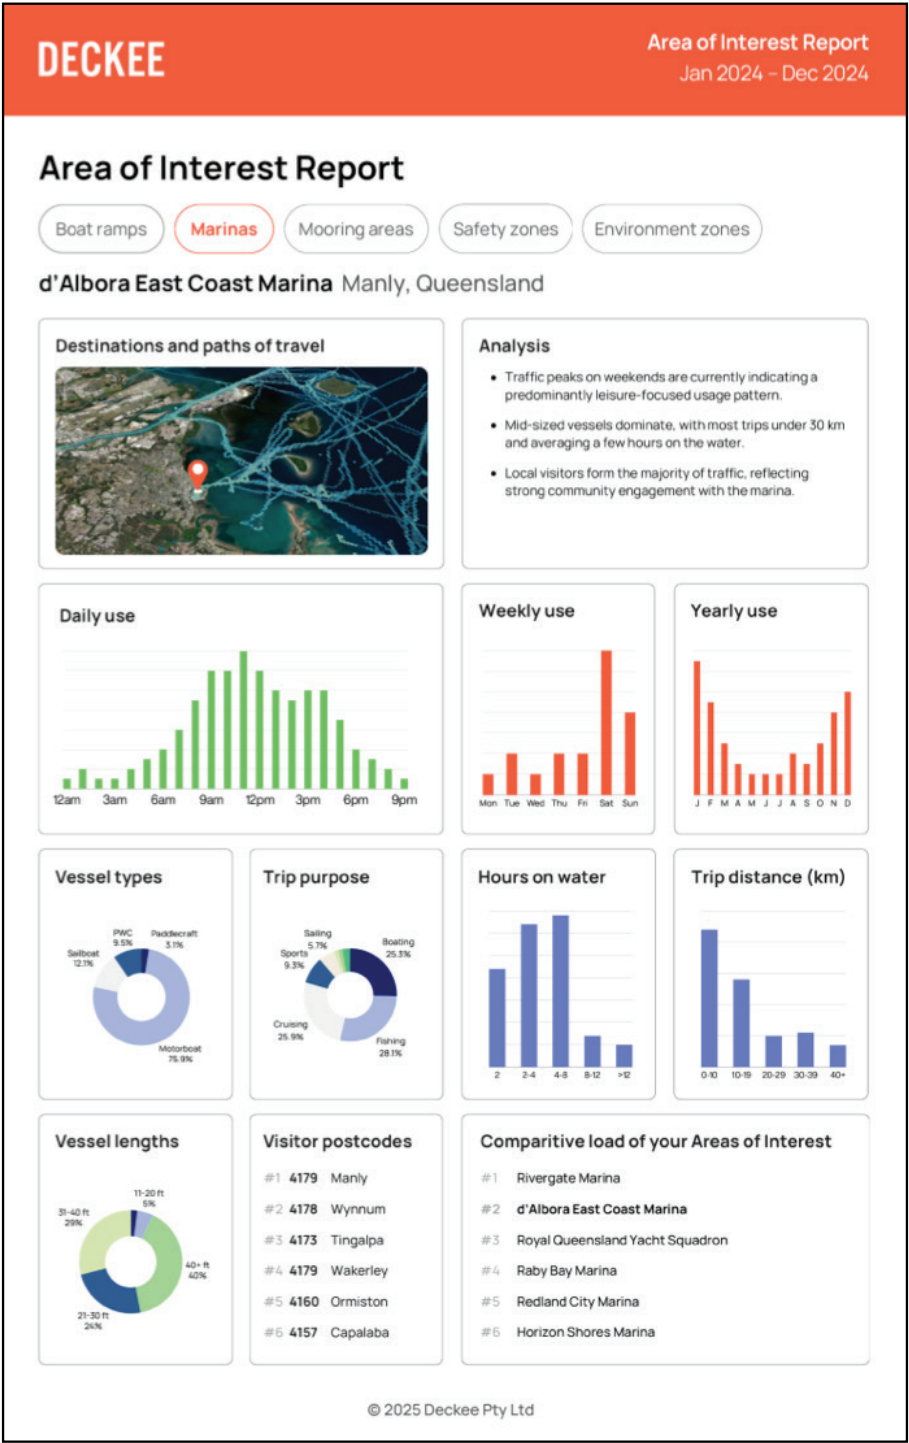 DECKEE
Area of Interest Report
Jan 2024 – Dec 2024
Area of Interest Report
Boat ramps
Marinas
Mooring areas
Safety zones
Environment zones
d'Albora East Coast Marina Manly, Queensland
Destinations and paths of travel
Analysis
• Traffic peaks on weekends are currently indicating a
predominantly leisure-focused usage pattern.
• Mid-sized vessels dominate, with most trips under 30 km
and averaging a few hours on the water.
• Local visitors form the majority of traffic, reflecting
strong community engagement with the marina.
Daily use
12am 3am 6am 9am 12pm 3pm 6pm 9pm
Weekly use
Mon Tue Wed Thu Fri Sat Sun
Yearly use
J F M A M J J A S O N D
Vessel types
PWC
9.5%
Paddlecraft
3.1%
Sailboat
12.1%
Motorboat
75.9%
Trip purpose
Sailing
5.7%
Boating
25.3%
Sports
9.3%
Cruising
25.9%
Fishing
28.1%
Hours on water
2 2-4 4-8 8-12 >12
Trip distance (km)
0-10 10-19 20-29 30-39 40+
Vessel lengths
11-20 ft
5%
31-40 ft
29%
40+ ft
40%
21-30 ft
24%
Visitor postcodes
#1 4179 Manly
#2 4178 Wynnum
#3 4173 Tingalpa
#4 4179 Wakerley
#5 4160 Ormiston
#6 4157 Capalaba
Comparitive load of your Areas of Interest
#1 Rivergate Marina
#2 d'Albora East Coast Marina
#3 Royal Queensland Yacht Squadron
#4 Raby Bay Marina
#5 Redland City Marina
#6 Horizon Shores Marina
© 2025 Deckee Pty Ltd